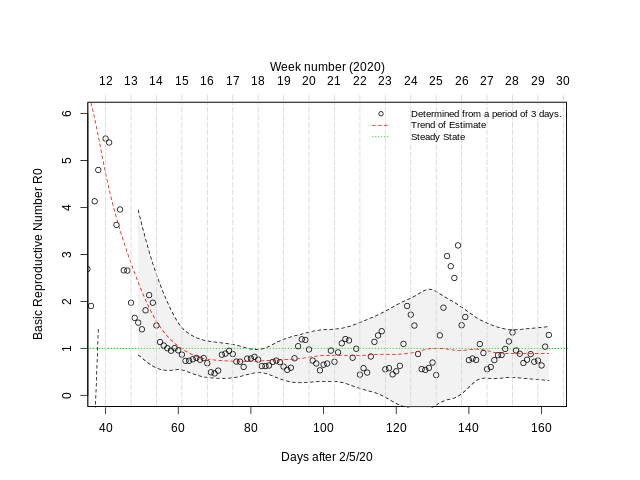 Week number (2020)
12 13 14 15 16 17 18 19 20 21 22 23 24 25 26 27 28 29 30
Determined from a period of 3 days.
Trend of Estimate
Steady State
Basic Reproductive Number R0
6
5
4
3
2
1
0
40 60 80 100 120 140 160
Days after 2/5/20